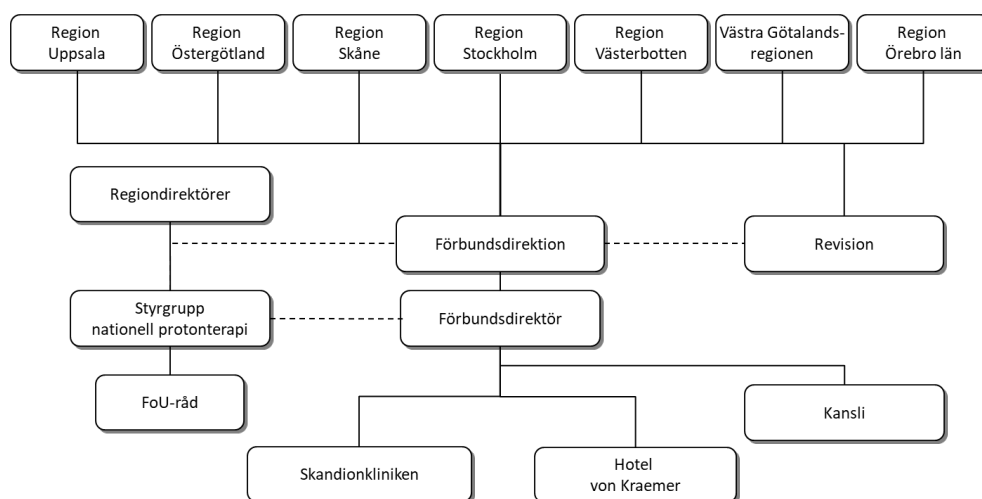 Region
Uppsala
Region
Östergötland
Region
Skåne
Region
Stockholm
Region
Västerbotten
Västra Götalands-
regionen
Region
Örebro län
Regiondirektörer
Förbundsdirektion
Revision
Styrgrupp
nationell protonterapi
Förbundsdirektör
FoU-råd
Kansli
Skandionkliniken
Hotel
von Kraemer